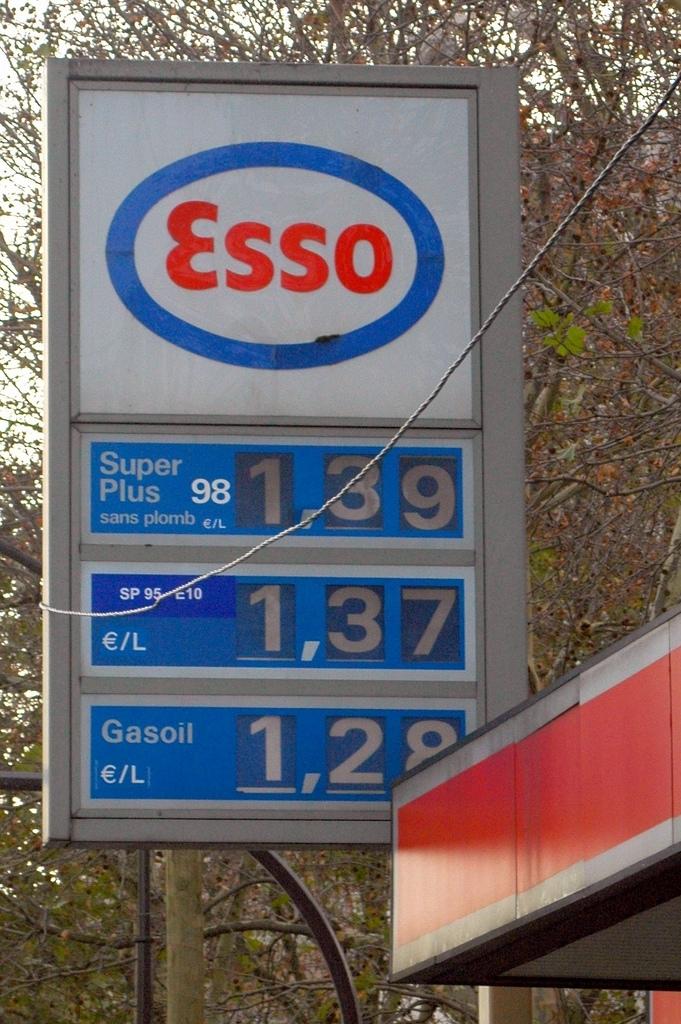 Esso
Super
Plus 98
sans plomb €/L
1,39
SP 95-E10
€/L
1,37
Gasoil
€/L
1,28